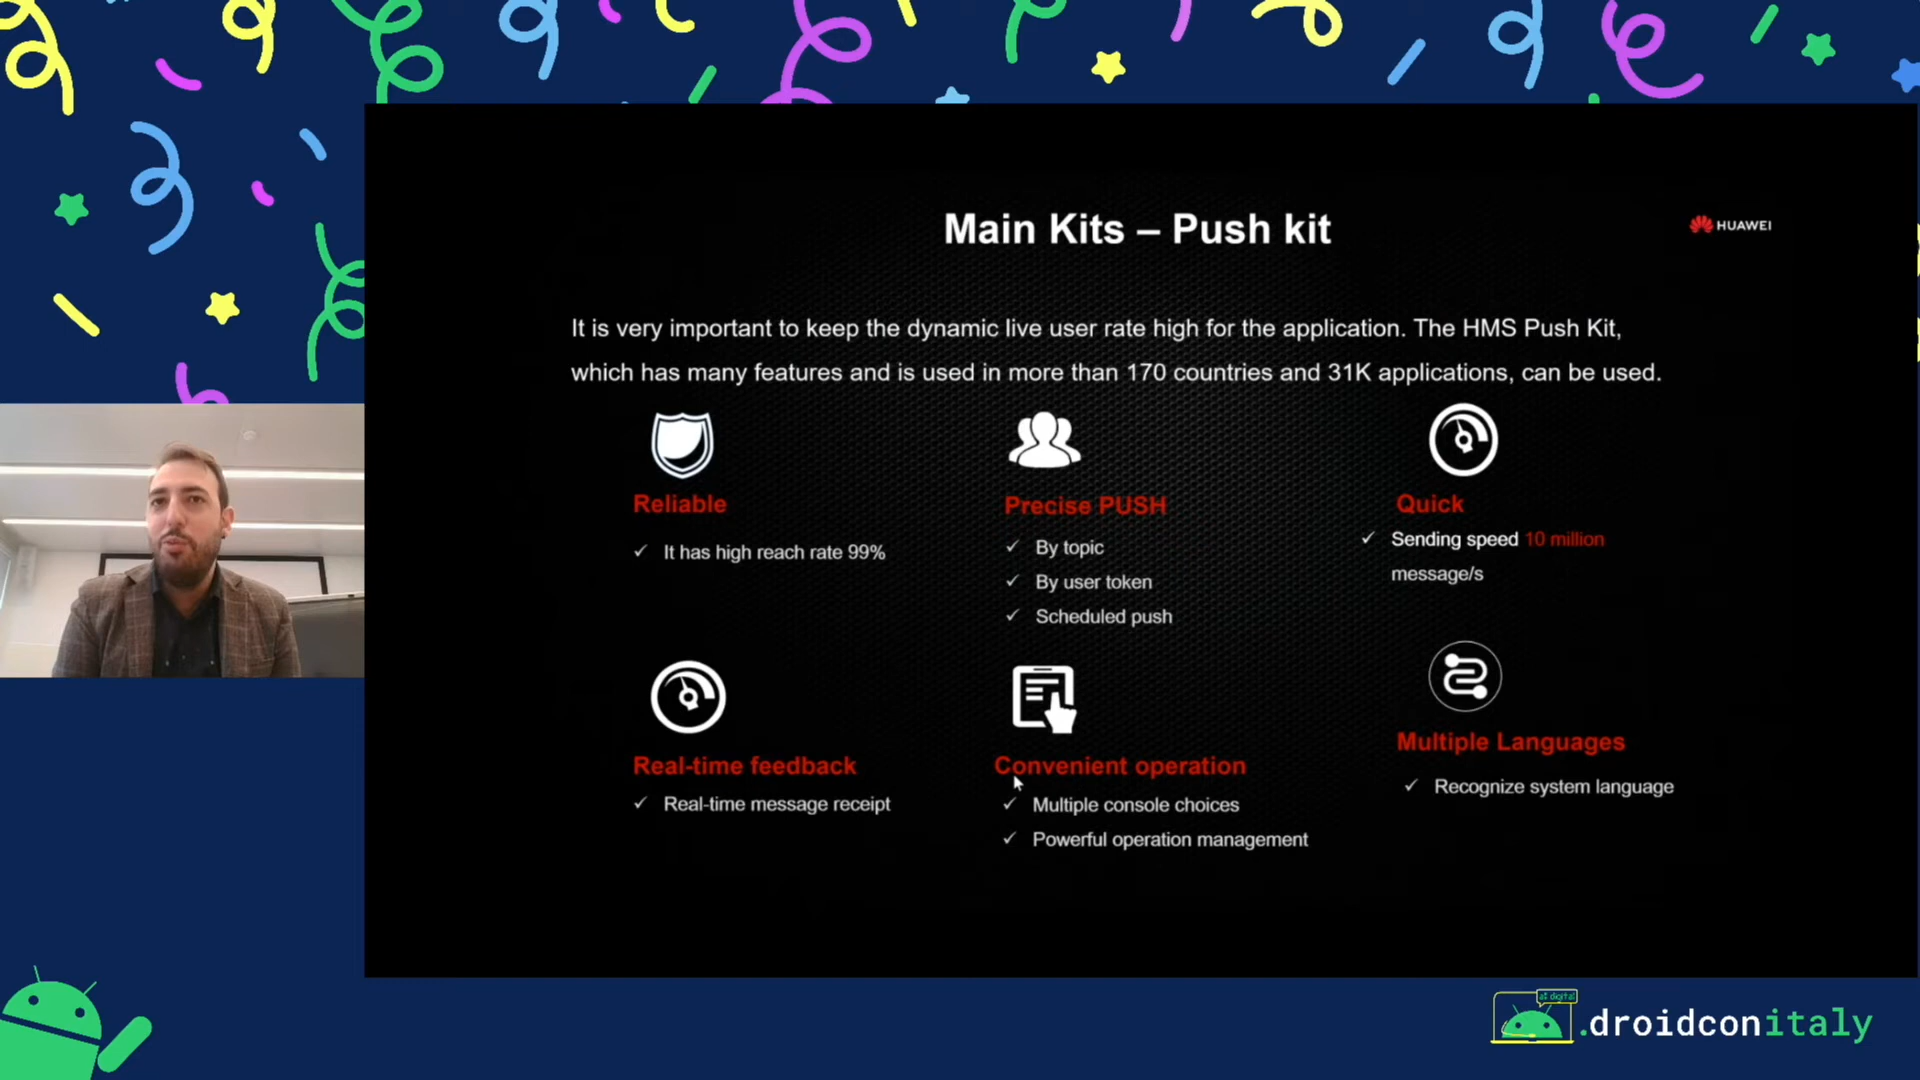 Main Kits – Push kit
HUAWEI
It is very important to keep the dynamic live user rate high for the application. The HMS Push Kit,
which has many features and is used in more than 170 countries and 31K applications, can be used.
Reliable
It has high reach rate 99%
Precise PUSH
By topic
By user token
Scheduled push
Quick
Sending speed 10 million
message/s
Real-time feedback
Real-time message receipt
Convenient operation
Multiple console choices
Powerful operation management
Multiple Languages
Recognize system language
.droidconitaly